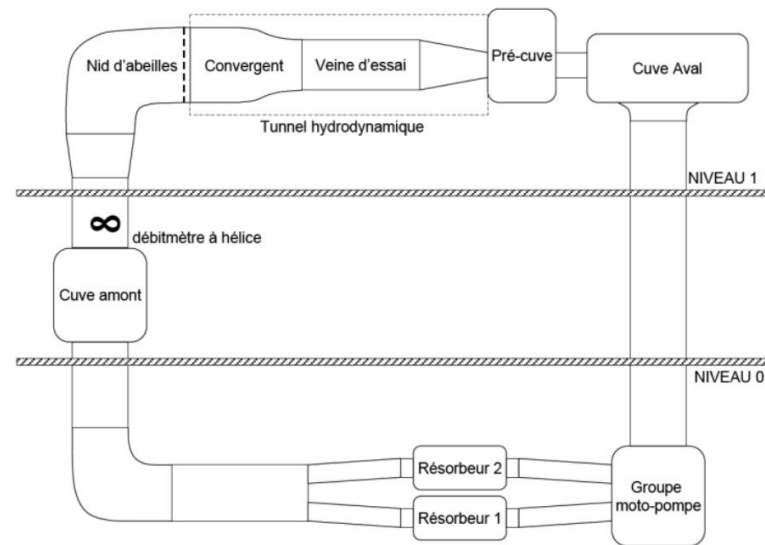 Nid d'abeilles
Convergent
Veine d'essai
Pré-cuve
Cuve Aval
Tunnel hydrodynamique
NIVEAU 1
débitmètre à hélice
Cuve amont
NIVEAU 0
Résorbeur 2
Groupe
moto-pompe
Résorbeur 1